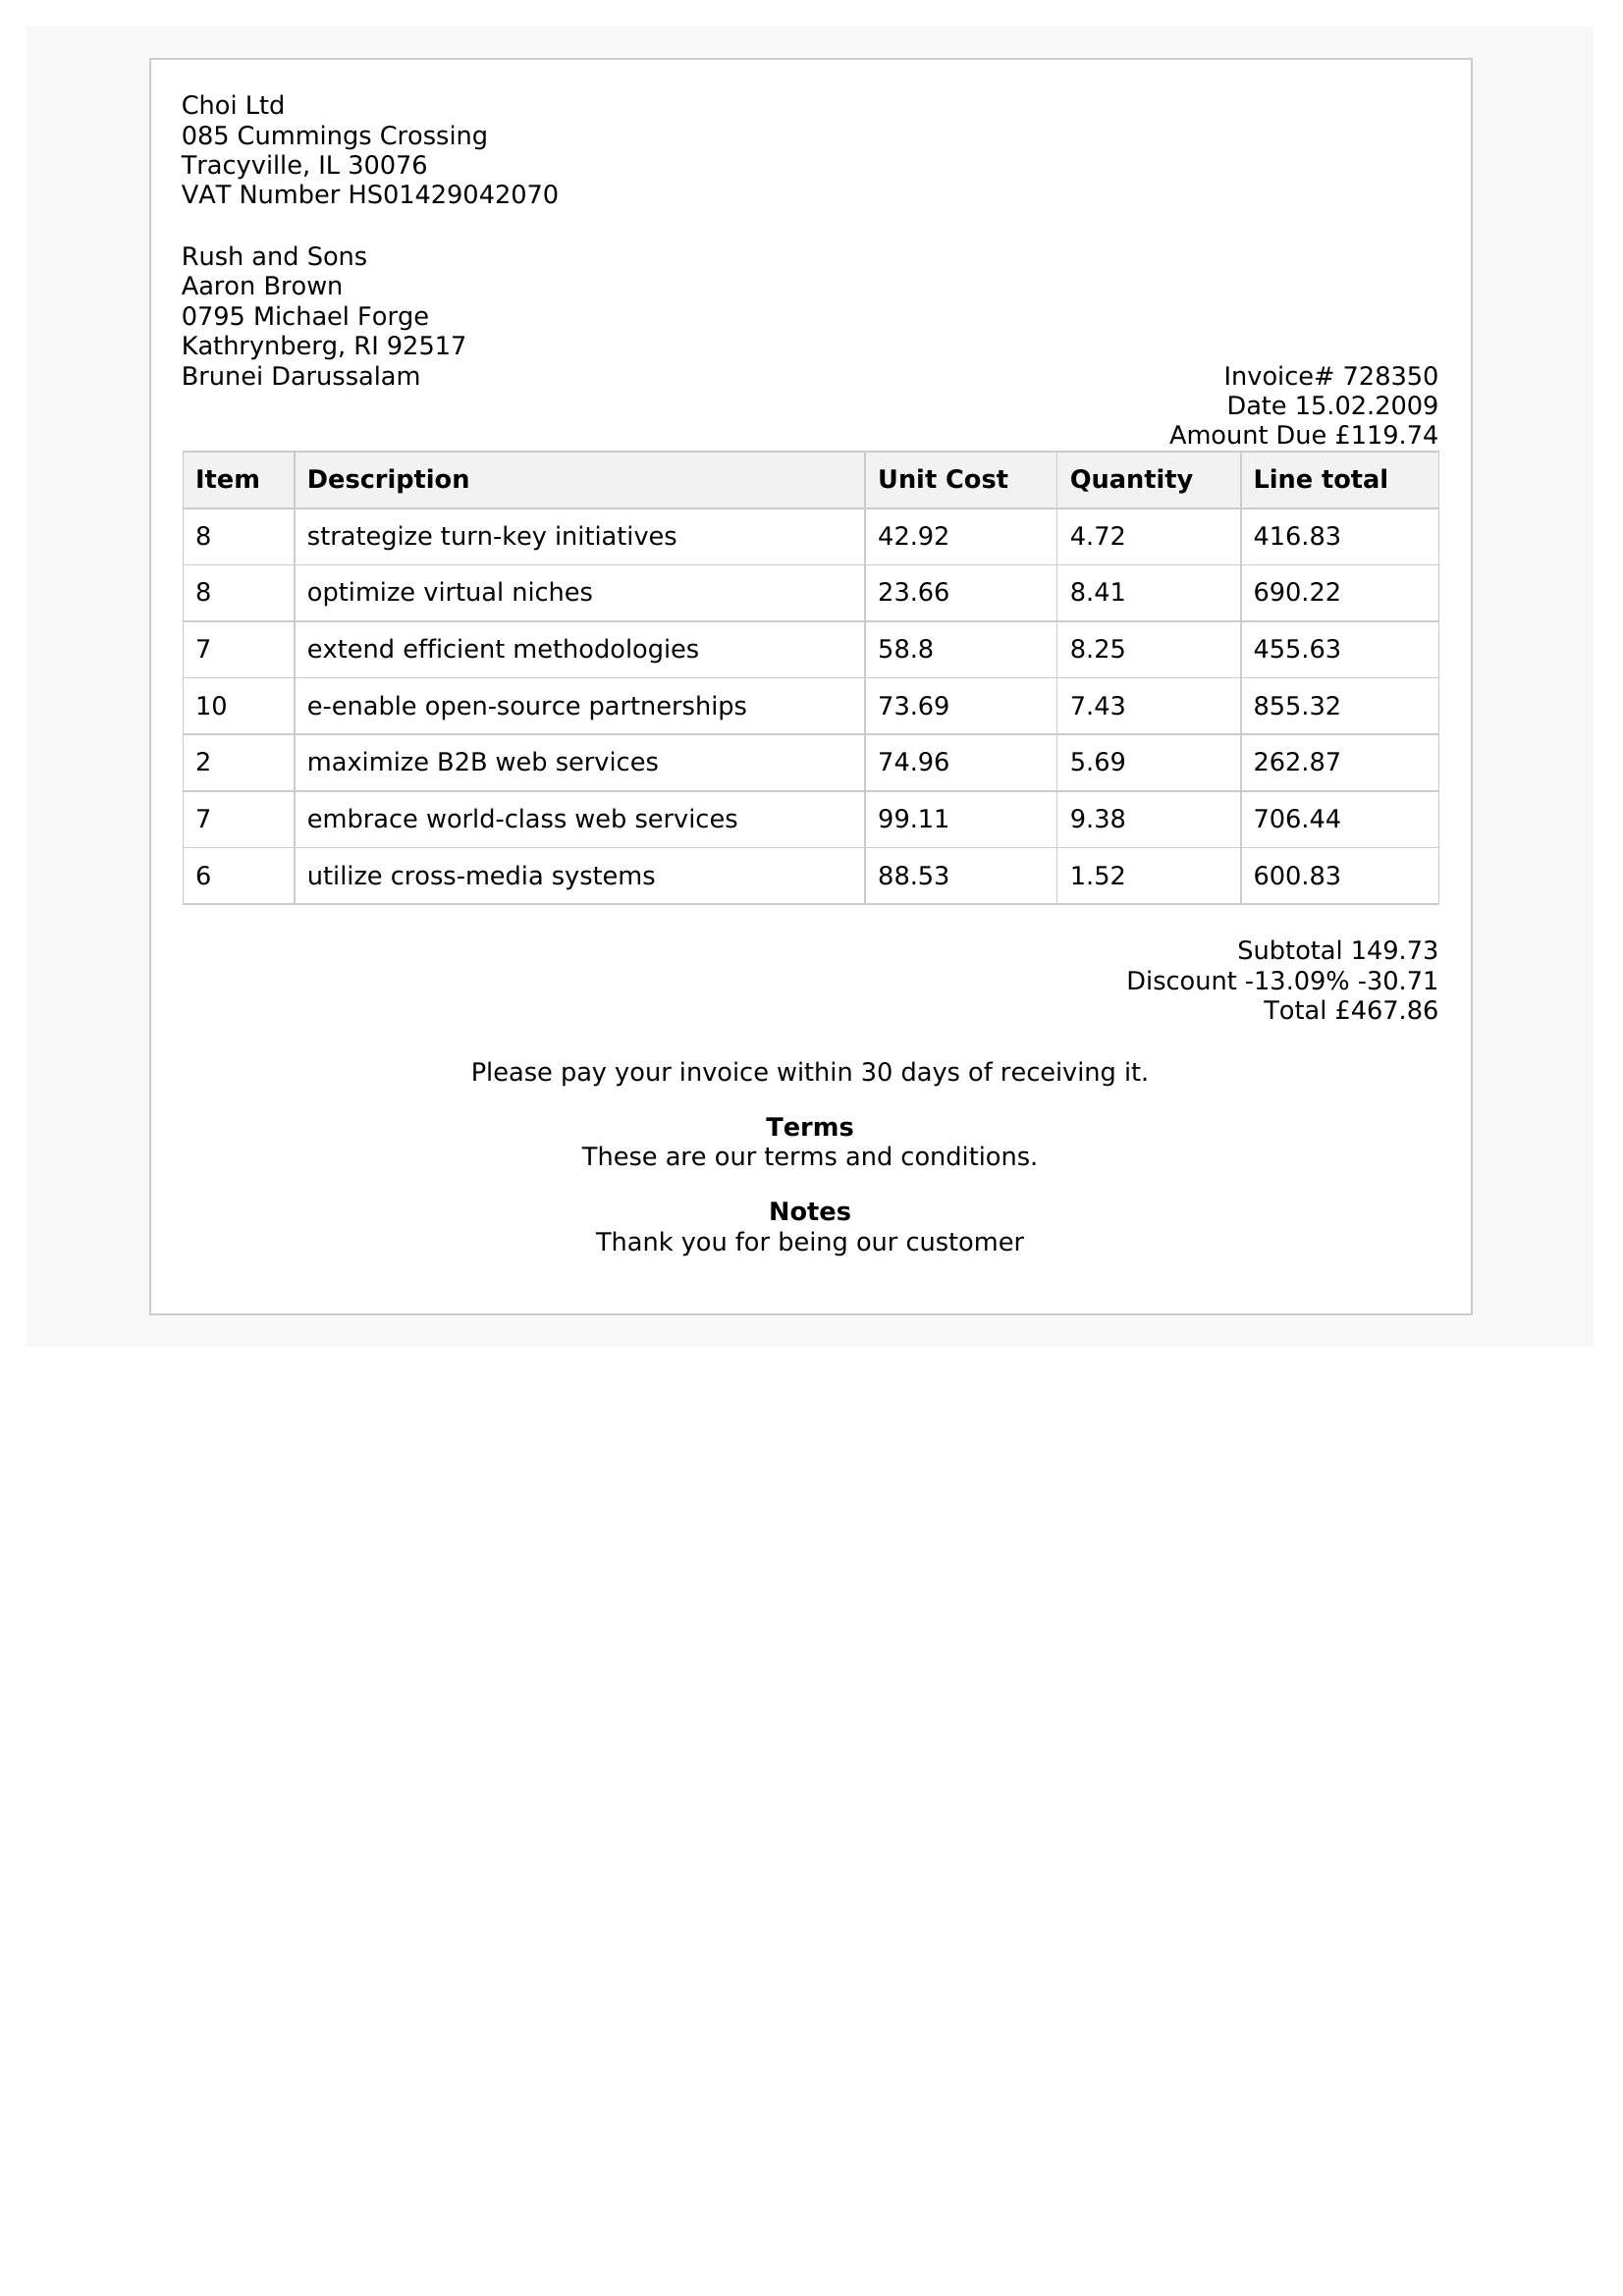 Choi Ltd
085 Cummings Crossing
Tracyville, IL 30076
VAT Number HS01429042070
Rush and Sons
Aaron Brown
0795 Michael Forge
Kathrynberg, RI 92517
Brunei Darussalam
Invoice# 728350
Date 15.02.2009
Amount Due £119.74
Item Description Unit Cost Quantity Line total
8 strategize turn-key initiatives 42.92 4.72 416.83
8 optimize virtual niches 23.66 8.41 690.22
7 extend efficient methodologies 58.8 8.25 455.63
10 e-enable open-source partnerships 73.69 7.43 855.32
2 maximize B2B web services 74.96 5.69 262.87
7 embrace world-class web services 99.11 9.38 706.44
6 utilize cross-media systems 88.53 1.52 600.83
Subtotal 149.73
Discount -13.09% -30.71
Total £467.86
Please pay your invoice within 30 days of receiving it.
Terms
These are our terms and conditions.
Notes
Thank you for being our customer